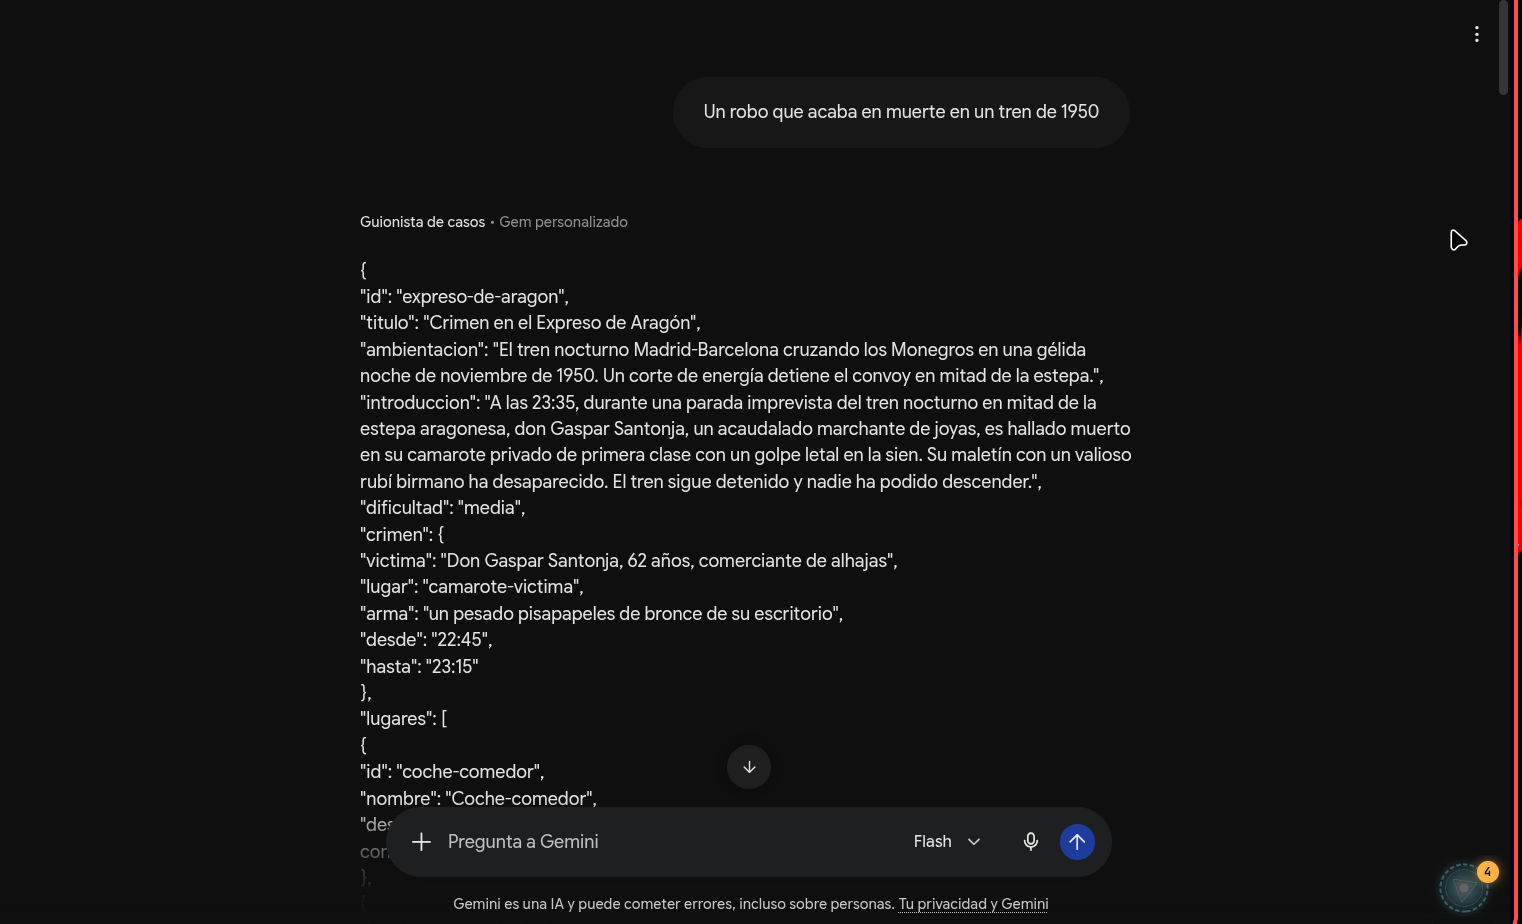 Un robo que acaba en muerte en un tren de 1950
Guionista de casos • Gem personalizado
{
"id": "expreso-de-aragon",
"titulo": "Crimen en el Expreso de Aragón",
"ambientacion": "El tren nocturno Madrid-Barcelona cruzando los Monegros en una gélida
noche de noviembre de 1950. Un corte de energía detiene el convoy en mitad de la estepa.",
"introduccion": "A las 23:35, durante una parada imprevista del tren nocturno en mitad de la
estepa aragonesa, don Gaspar Santonja, un acaudalado marchante de joyas, es hallado muerto
en su camarote privado de primera clase con un golpe letal en la sien. Su maletín con un valioso
rubí birmano ha desaparecido. El tren sigue detenido y nadie ha podido descender.",
"dificultad": "media",
"crimen": {
"victima": "Don Gaspar Santonja, 62 años, comerciante de alhajas",
"lugar": "camarote-victima",
"arma": "un pesado pisapapeles de bronce de su escritorio",
"desde": "22:45",
"hasta": "23:15"
},
"lugares": [
{
"id": "coche-comedor",
"nombre": "Coche-comedor",
},
Pregunta a Gemini
Flash
Gemini es una IA y puede cometer errores, incluso sobre personas. Tu privacidad y Gemini
4